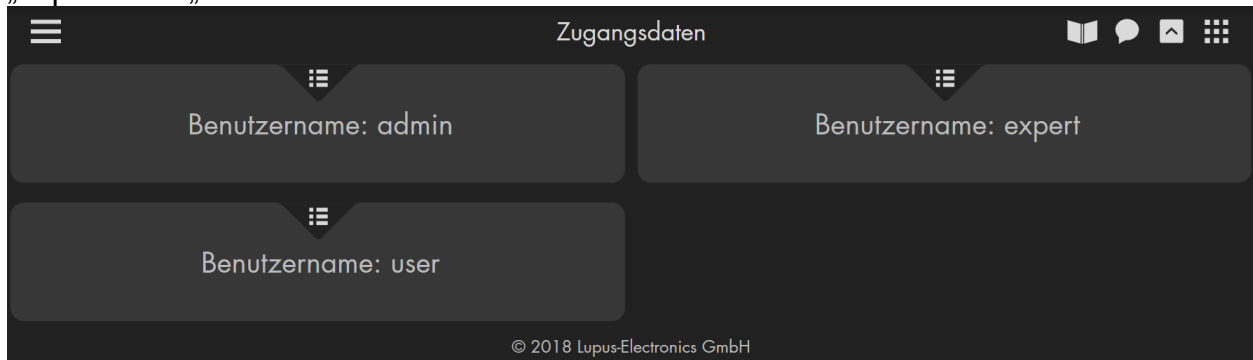 Zugangsdaten
Benutzername: admin
Benutzername: expert
Benutzername: user
© 2018 Lupus-Electronics GmbH